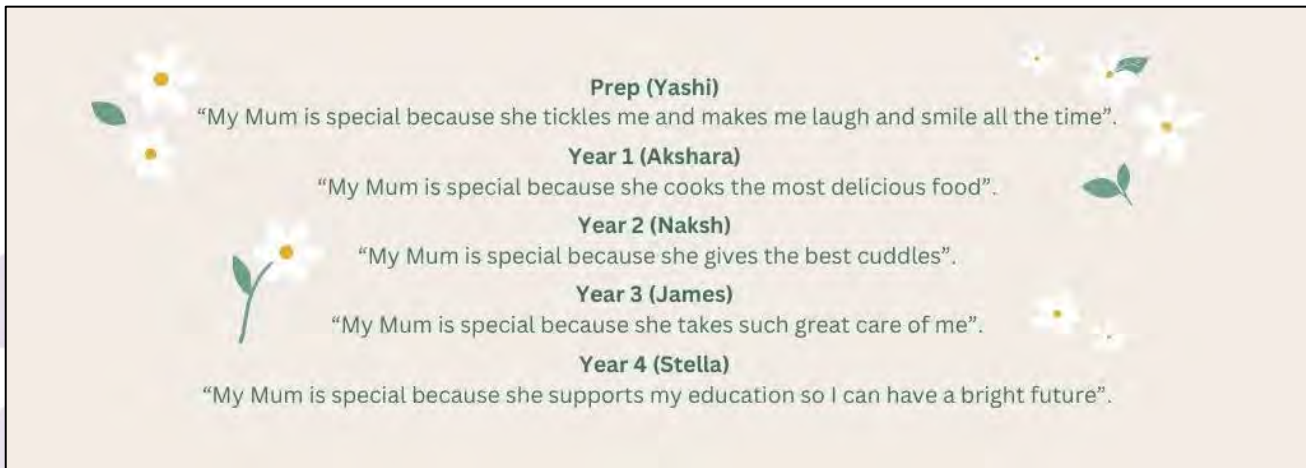 Prep (Yashi)
“My Mum is special because she tickles me and makes me laugh and smile all the time”.
Year 1 (Akshara)
“My Mum is special because she cooks the most delicious food”.
Year 2 (Naksh)
“My Mum is special because she gives the best cuddles”.
Year 3 (James)
“My Mum is special because she takes such great care of me”.
Year 4 (Stella)
“My Mum is special because she supports my education so I can have a bright future”.